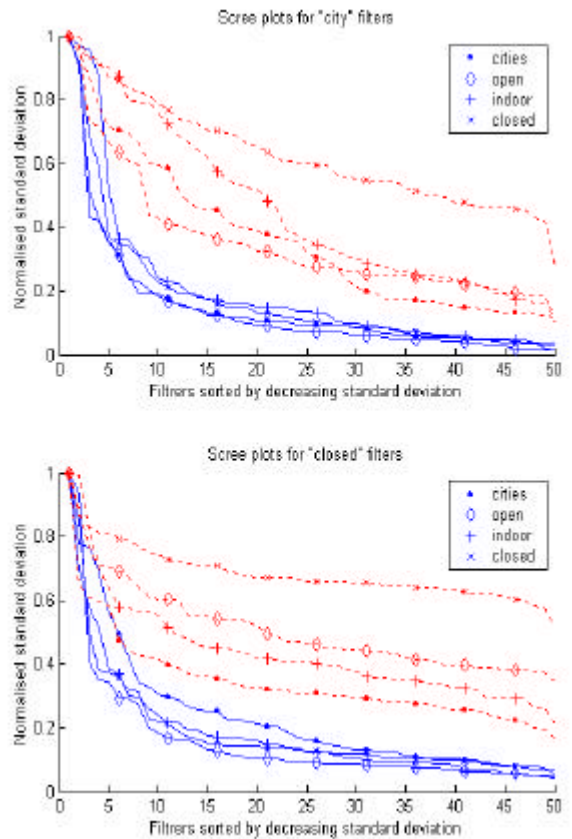 Scree plots for "city" filters
Normalised standard deviation
1
0.8
0.6
0.4
0.2
0
cities
open
indoor
closed
0 5 10 15 20 25 30 35 40 45 50
Filtrers sorted by decreasing standard deviation
Scree plots for "closed" filters
Normalised standard deviation
1
0.8
0.6
0.4
0.2
0
cities
open
indoor
closed
0 5 10 15 20 25 30 35 40 45 50
Filtrers sorted by decreasing standard deviation